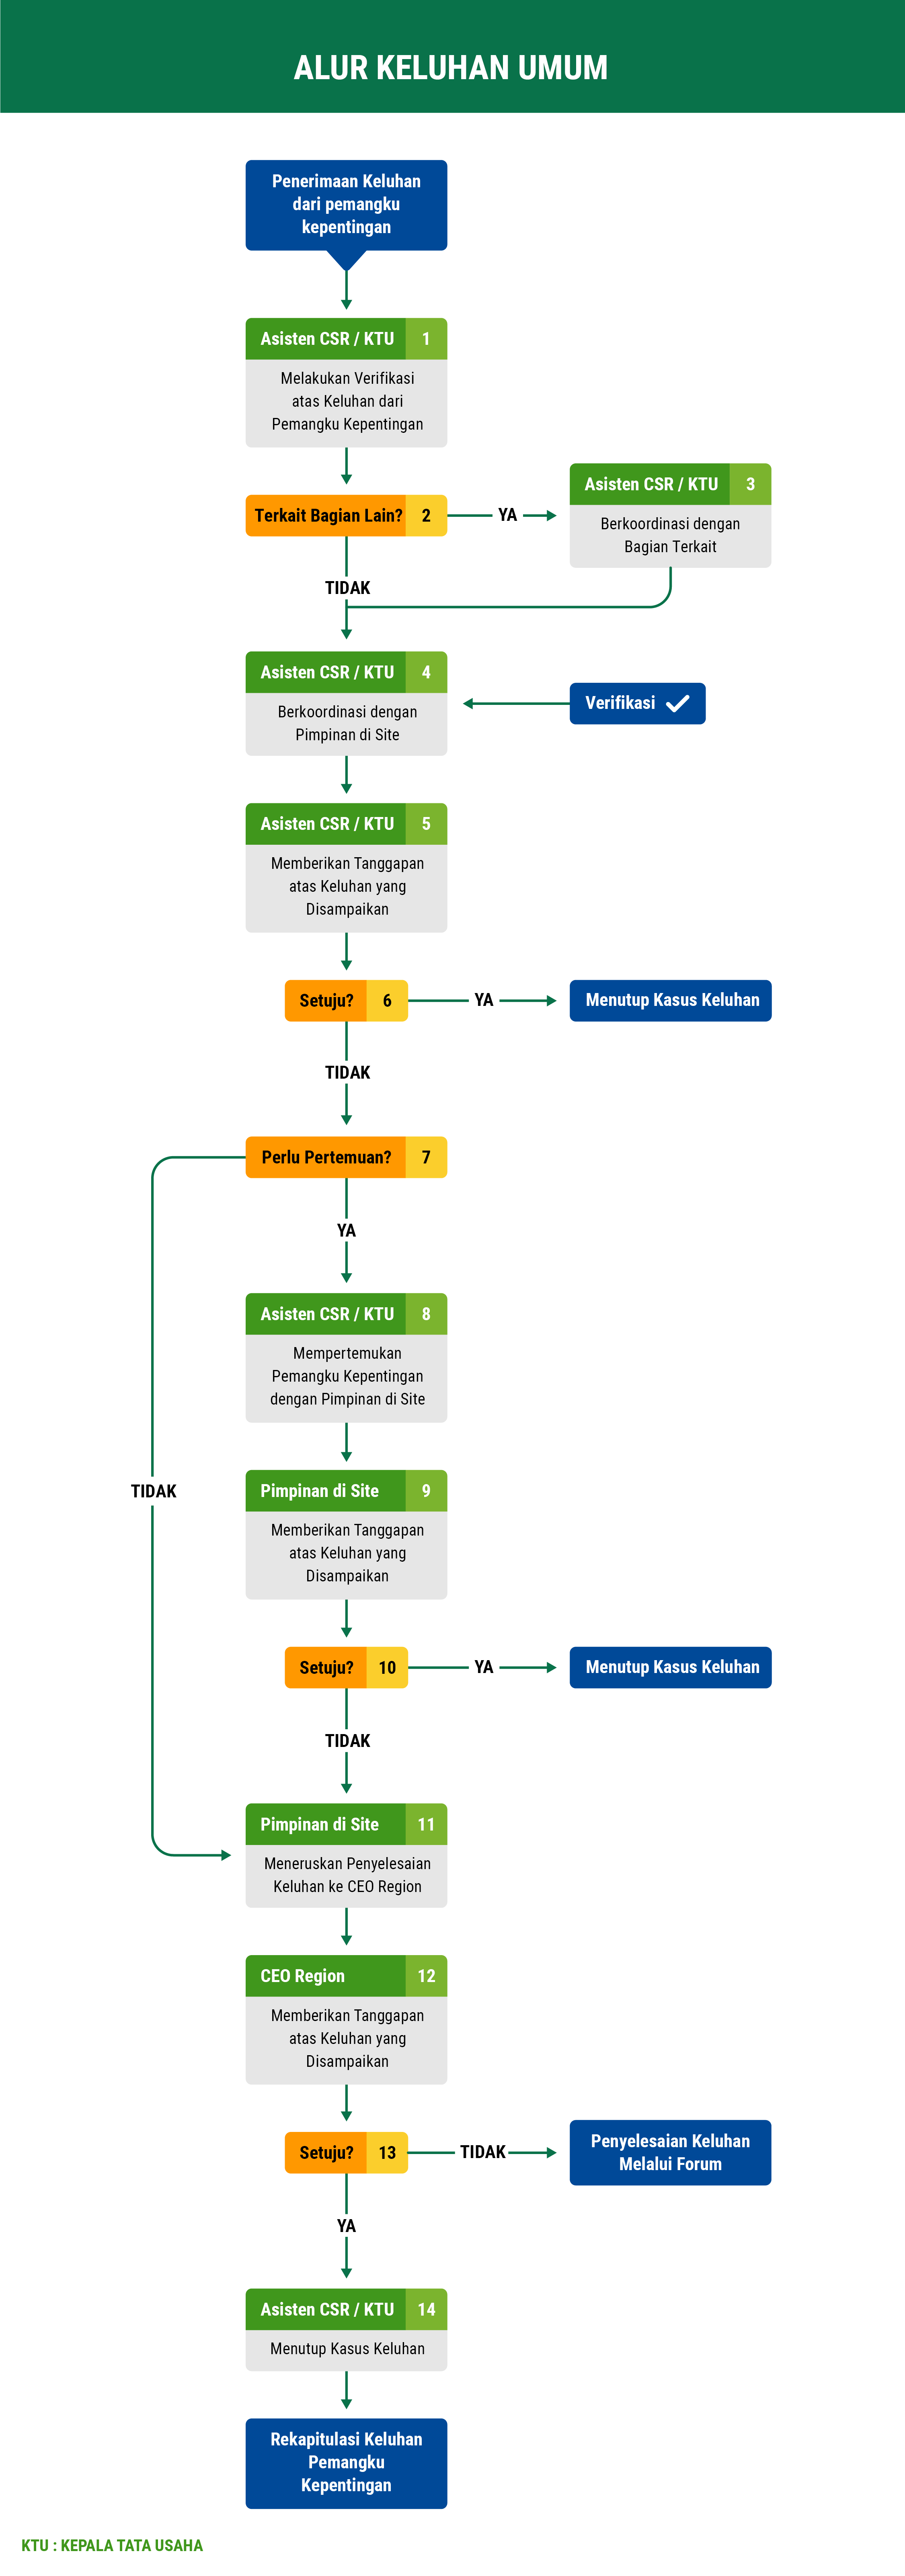 ALUR KELUHAN UMUM
Penerimaan Keluhan
dari pemangku
kepentingan
Asisten CSR / KTU 1
Melakukan Verifikasi
atas Keluhan dari
Pemangku Kepentingan
Terkait Bagian Lain? 2
YA
Asisten CSR / KTU 3
Berkoordinasi dengan
Bagian Terkait
TIDAK
Asisten CSR / KTU 4
Berkoordinasi dengan
Pimpinan di Site
Verifikasi
Asisten CSR / KTU 5
Memberikan Tanggapan
atas Keluhan yang
Disampaikan
Setuju? 6
YA
Menutup Kasus Keluhan
TIDAK
Perlu Pertemuan? 7
YA
Asisten CSR / KTU 8
Mempertemukan
Pemangku Kepentingan
dengan Pimpinan di Site
TIDAK
Pimpinan di Site 9
Memberikan Tanggapan
atas Keluhan yang
Disampaikan
Setuju? 10
YA
Menutup Kasus Keluhan
TIDAK
Pimpinan di Site 11
Meneruskan Penyelesaian
Keluhan ke CEO Region
CEO Region 12
Memberikan Tanggapan
atas Keluhan yang
Disampaikan
Setuju? 13
TIDAK
Penyelesaian Keluhan
Melalui Forum
YA
Asisten CSR / KTU 14
Menutup Kasus Keluhan
Rekapitulasi Keluhan
Pemangku
Kepentingan
KTU : KEPALA TATA USAHA